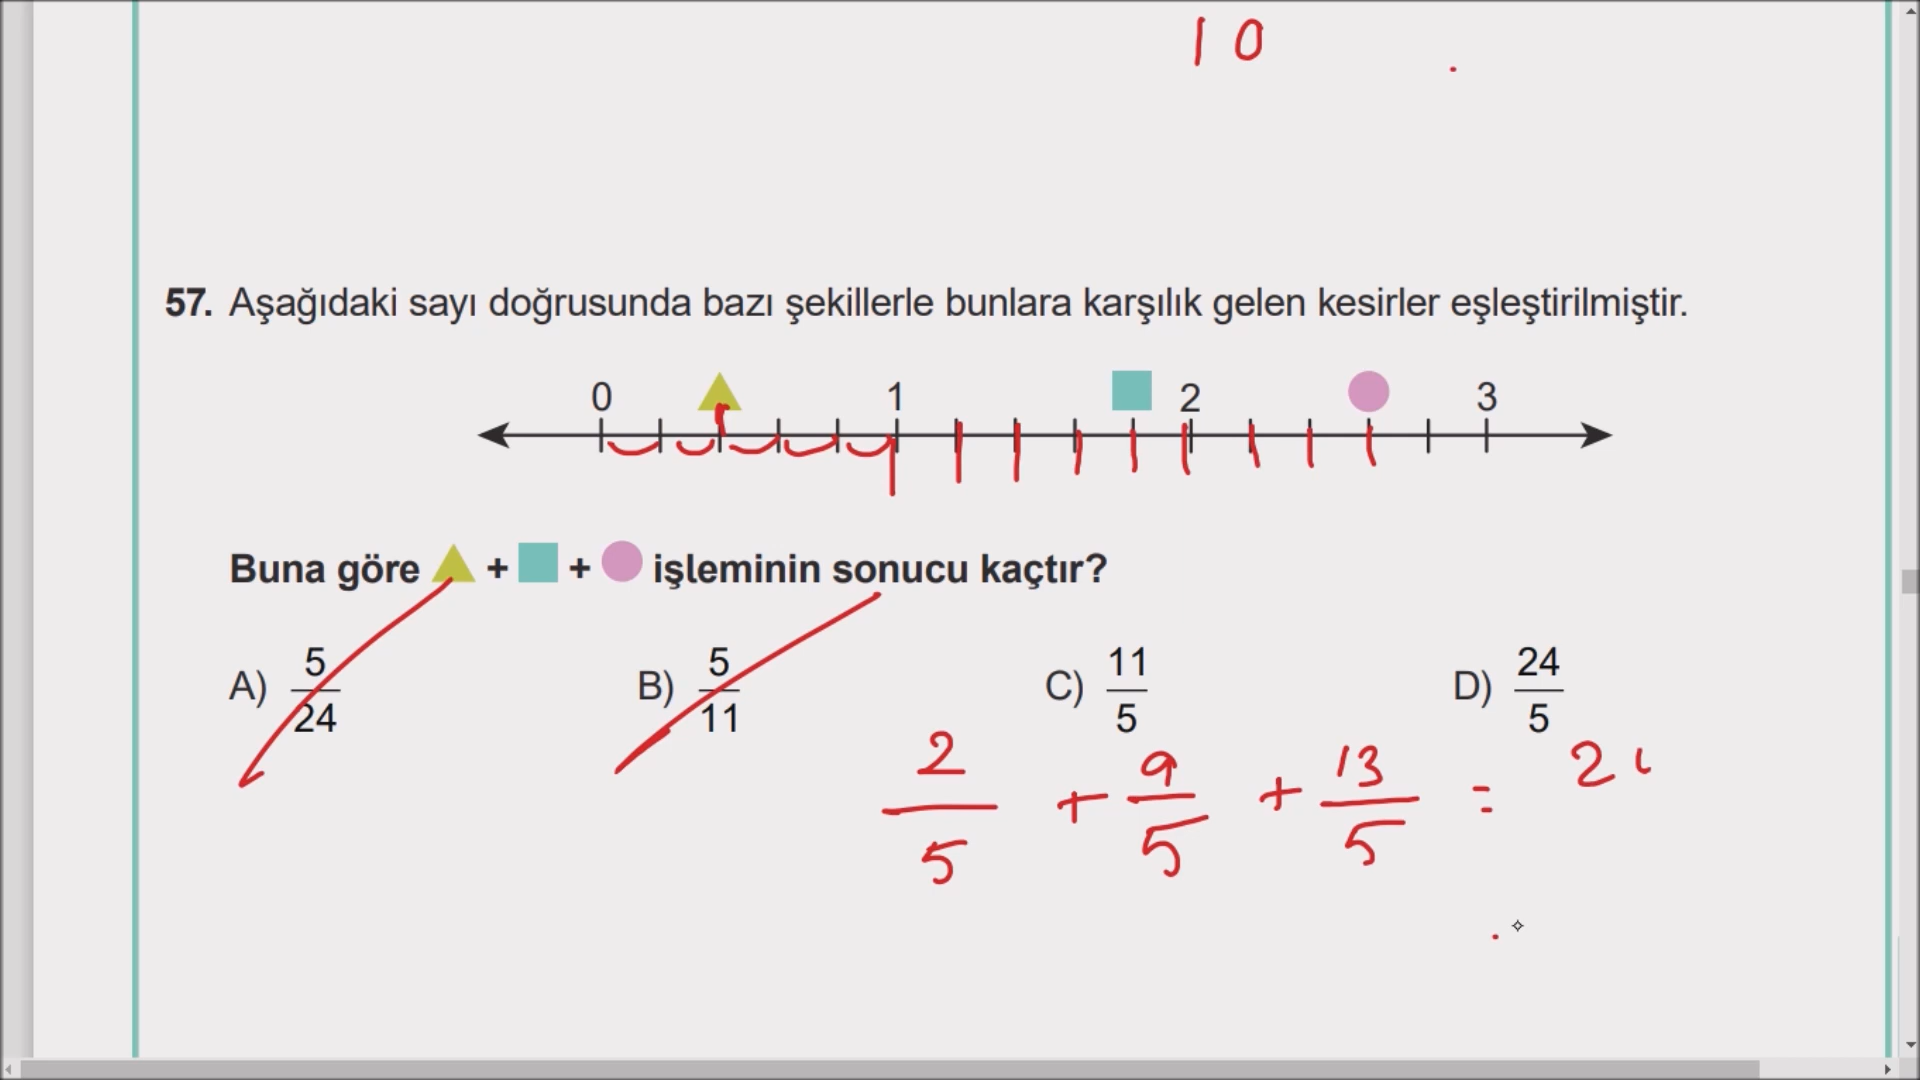 10
57. Aşağıdaki sayı doğrusunda bazı şekillerle bunlara karşılık gelen kesirler eşleştirilmiştir.
0 1 2 3
Buna göre + + işleminin sonucu kaçtır?
A) 5/24 B) 5/11 C) 11/5 D) 24/5
2/5 + 9/5 + 13/5 = 2